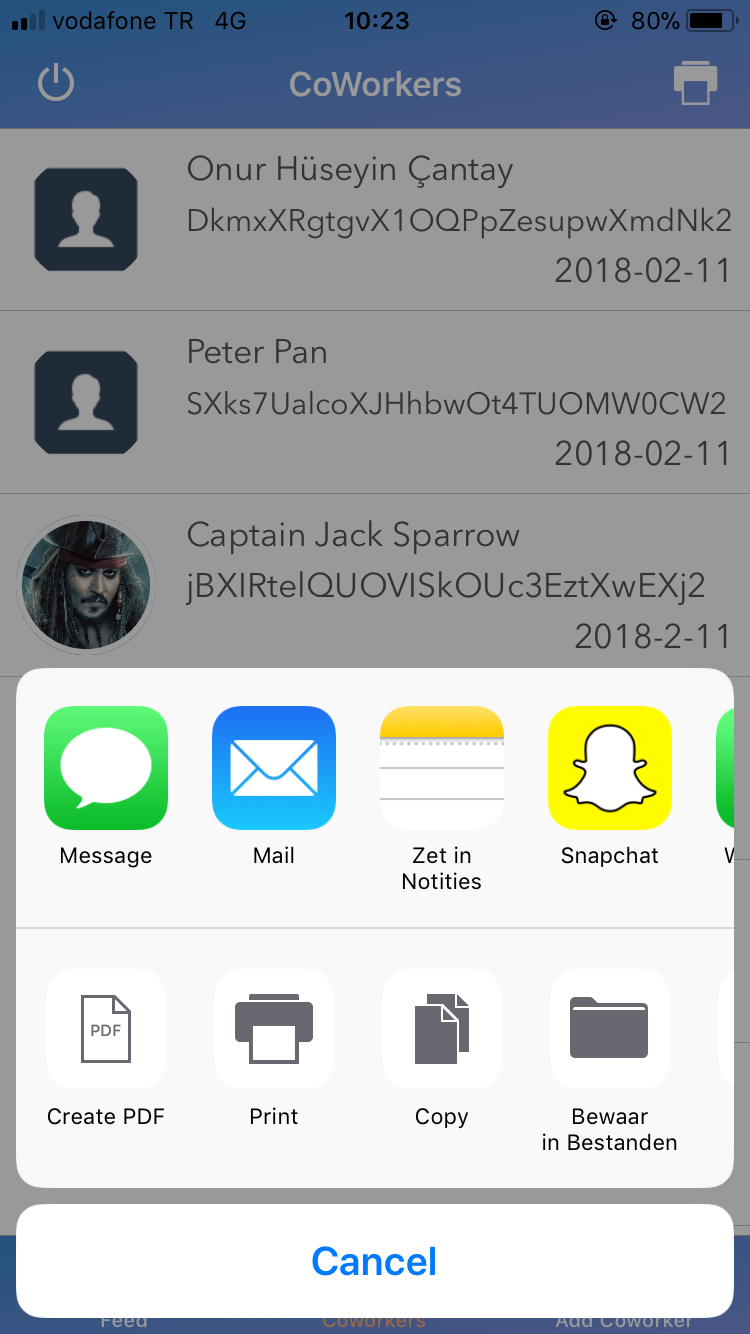 vodafone TR 4G 10:23 80%
CoWorkers
Onur Hüseyin Çantay
DkmxXRgtgvX1OQPpZesupwXmdNk2
2018-02-11
Peter Pan
SXks7UalcoXJHhbwOt4TUOMW0CW2
2018-02-11
Captain Jack Sparrow
jBXIRtelQUOVISkOUc3EztXwEXj2
2018-2-11
Message Mail Zet in Snapchat
Notities
PDF
Create PDF Print Copy Bewaar
in Bestanden
Cancel
Feed Coworkers Add Coworker